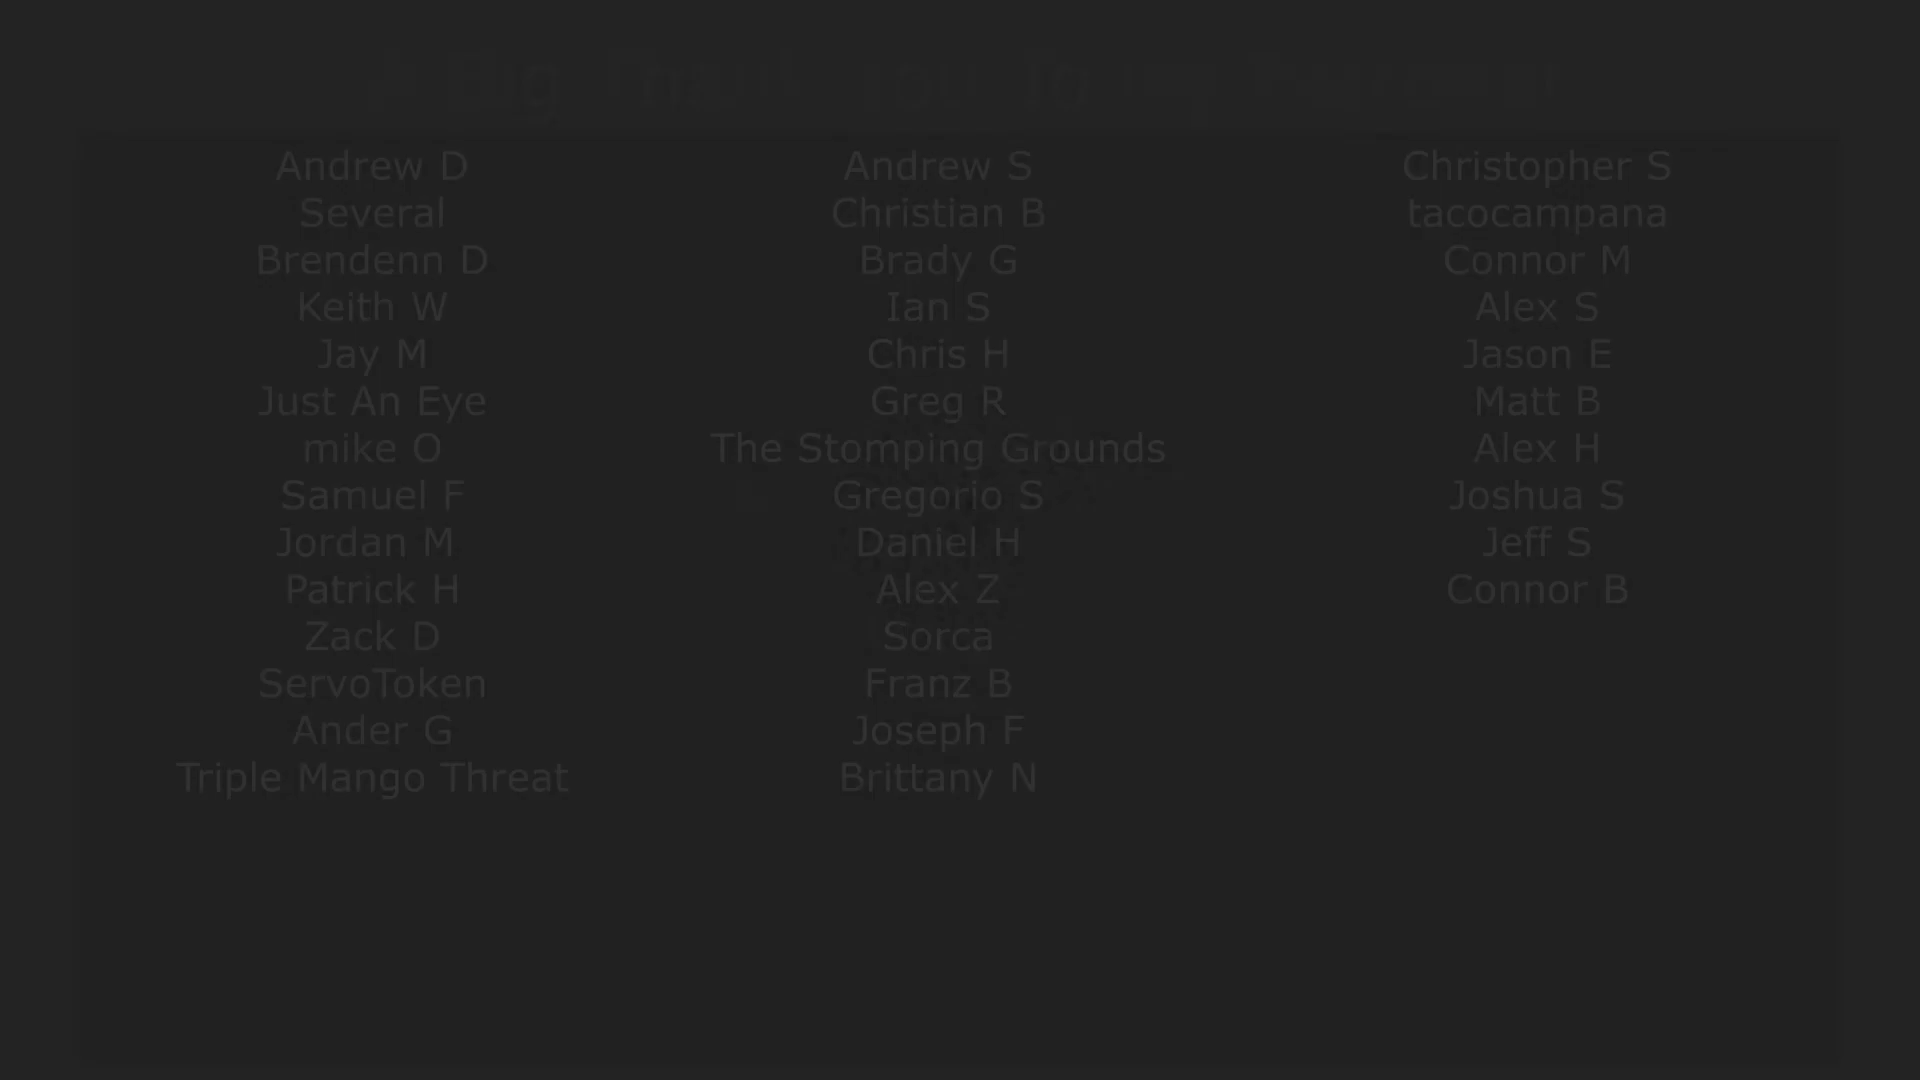 Andrew D
Several
Brendenn D
Keith W
Jay M
Just An Eye
mike O
Samuel F
Jordan M
Patrick H
Zack D
ServoToken
Ander G
Triple Mango Threat
Andrew S
Christian B
Brady G
Ian S
Chris H
Greg R
The Stomping Grounds
Gregorio S
Daniel H
Alex Z
Sorca
Franz B
Joseph F
Brittany N
Christopher S
tacocampana
Connor M
Alex S
Jason E
Matt B
Alex H
Joshua S
Jeff S
Connor B